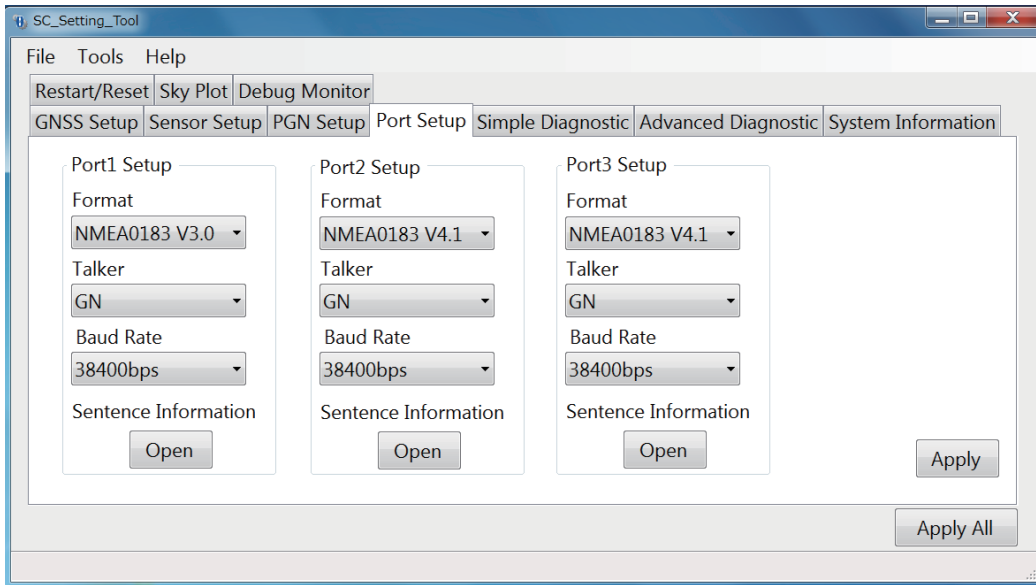 SC_Setting_Tool
File Tools Help
Restart/Reset Sky Plot Debug Monitor
GNSS Setup Sensor Setup PGN Setup Port Setup Simple Diagnostic Advanced Diagnostic System Information
Port1 Setup
Format
NMEA0183 V3.0
Talker
GN
Baud Rate
38400bps
Sentence Information
Open
Port2 Setup
Format
NMEA0183 V4.1
Talker
GN
Baud Rate
38400bps
Sentence Information
Open
Port3 Setup
Format
NMEA0183 V4.1
Talker
GN
Baud Rate
38400bps
Sentence Information
Open
Apply
Apply All